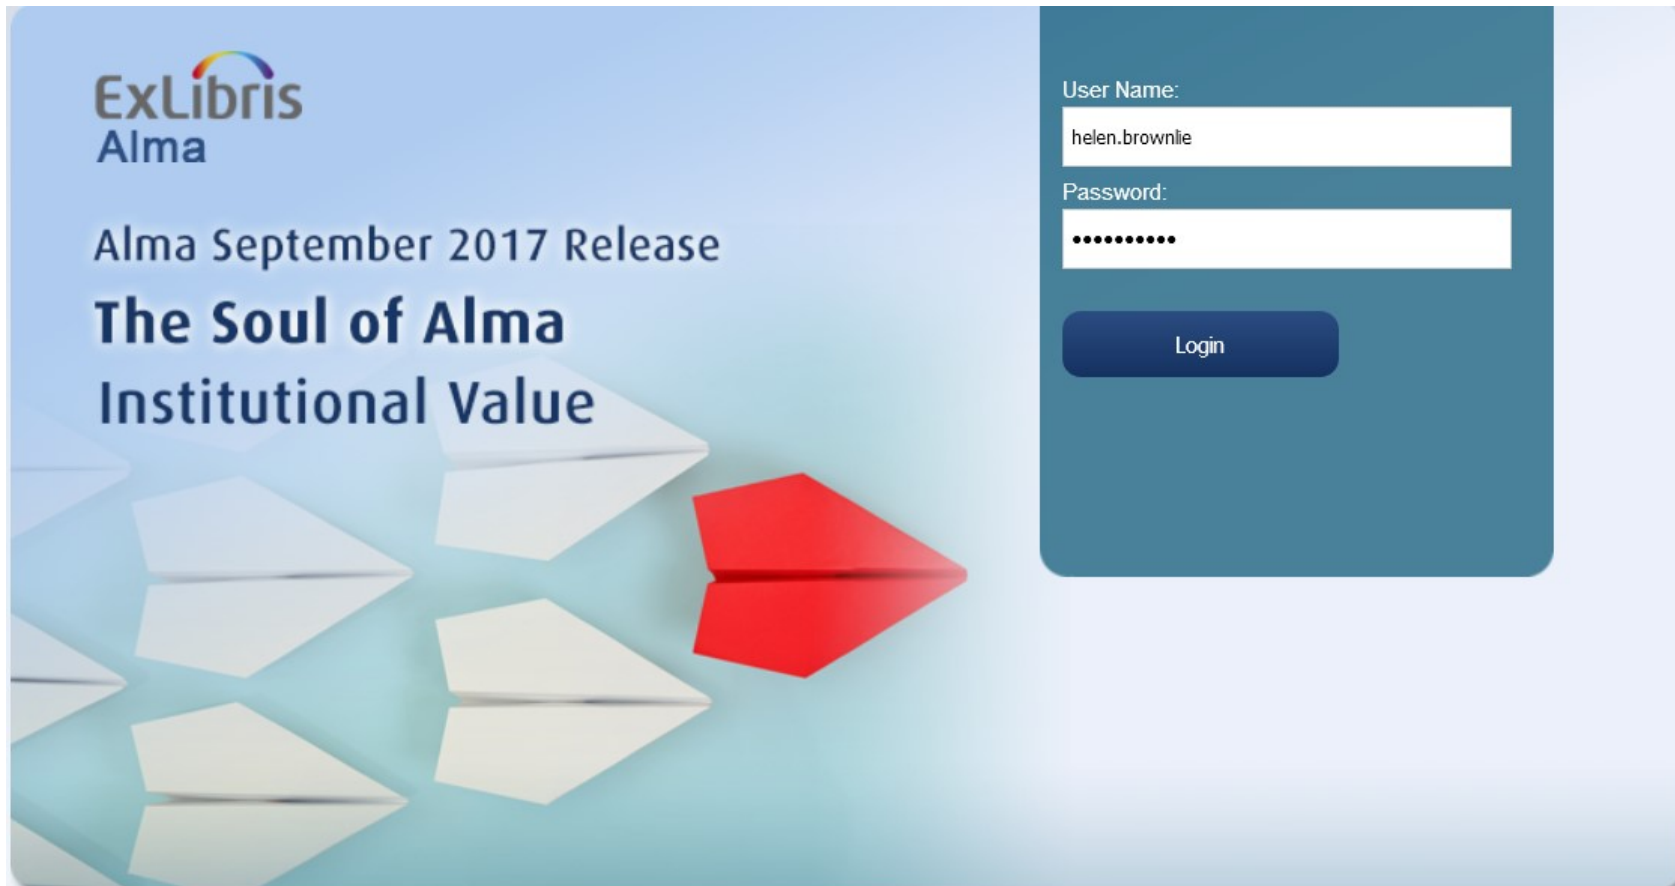 ExLibris
Alma
Alma September 2017 Release
The Soul of Alma
Institutional Value
User Name:
helen.brownlie
Password:
••••••••••
Login